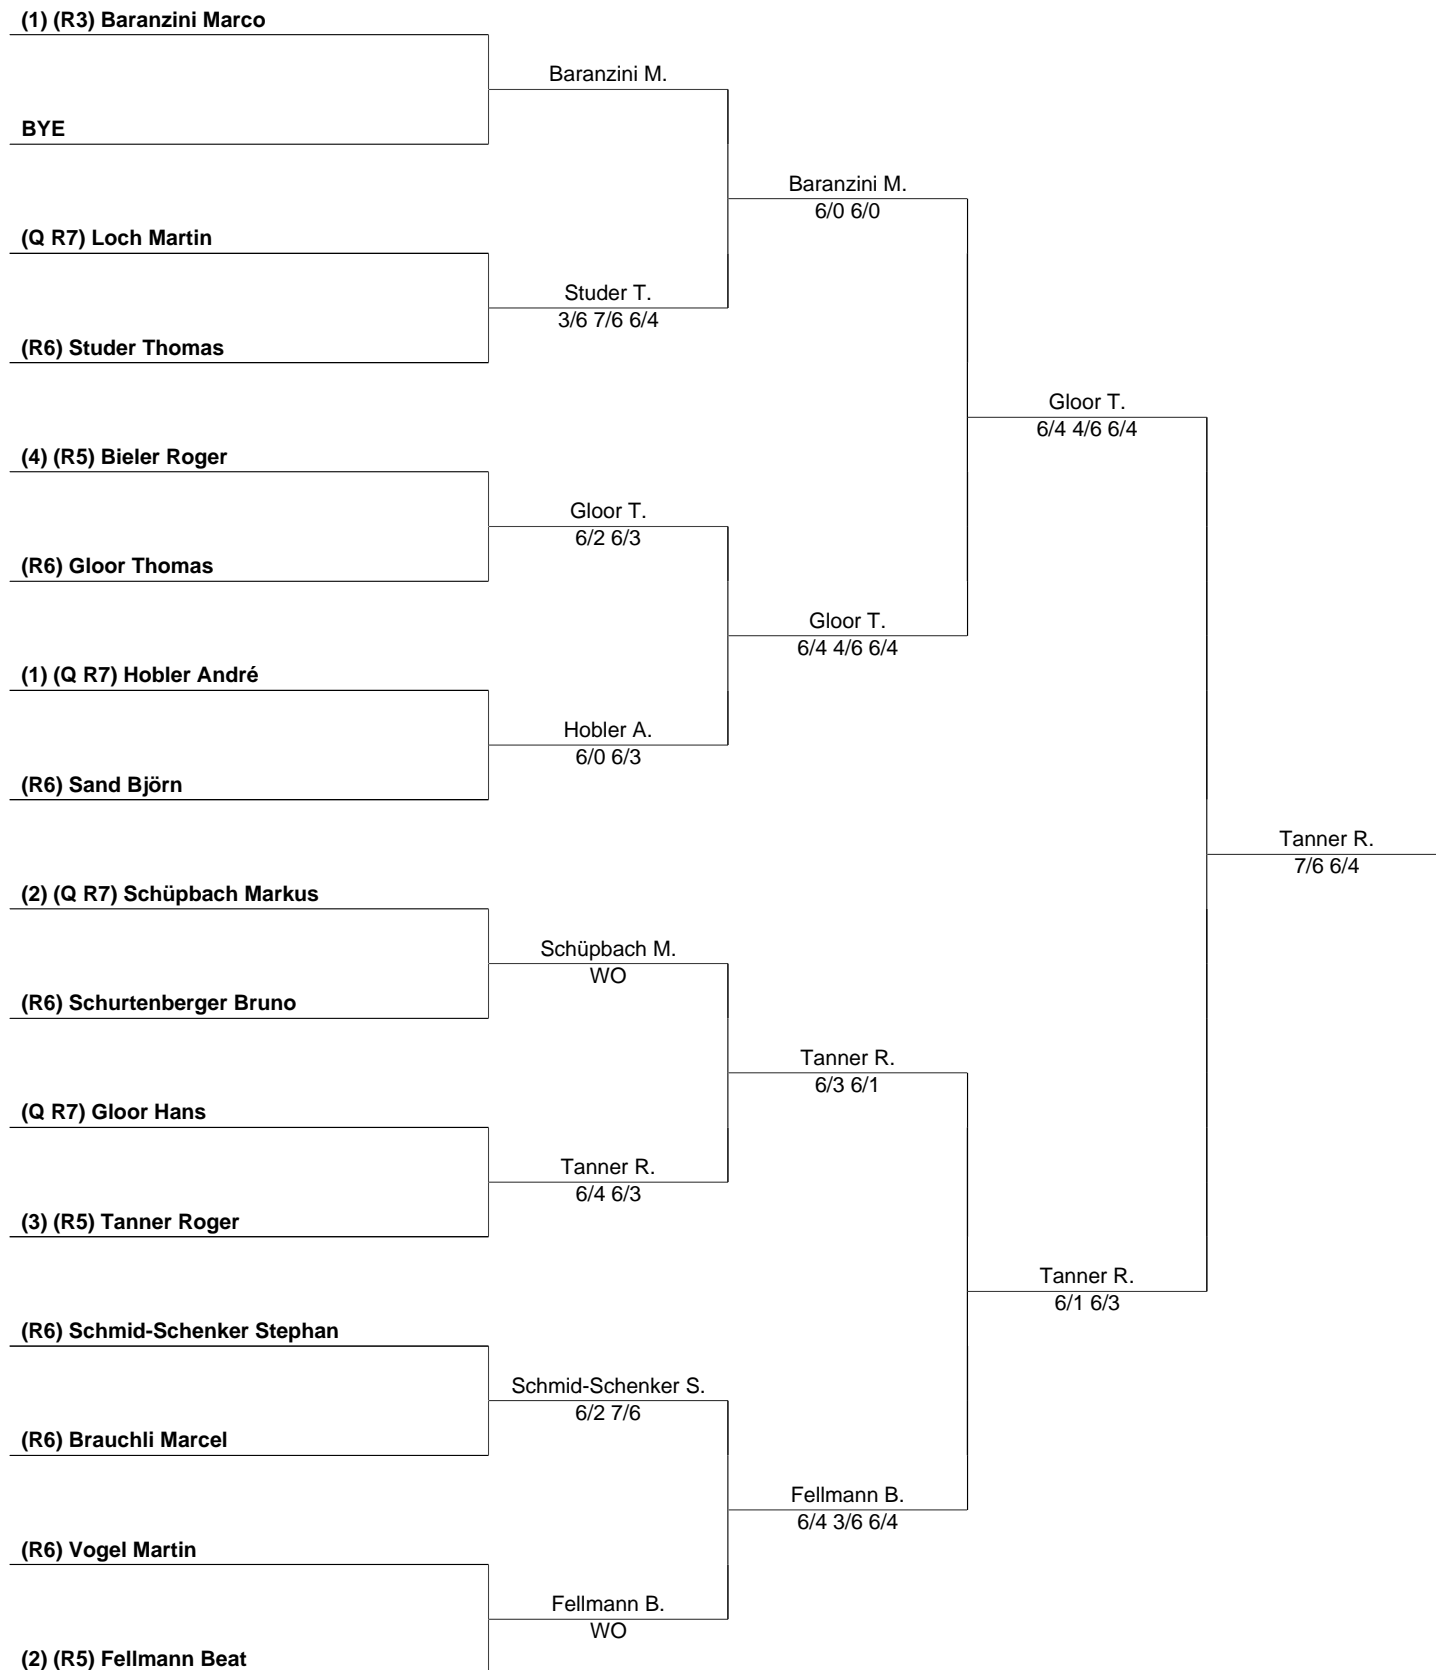 (1) (R3) Baranzini Marco
Baranzini M.
BYE
Baranzini M.
6/0 6/0
(Q R7) Loch Martin
Studer T.
3/6 7/6 6/4
(R6) Studer Thomas
Gloor T.
6/4 4/6 6/4
(4) (R5) Bieler Roger
Gloor T.
6/2 6/3
(R6) Gloor Thomas
Gloor T.
6/4 4/6 6/4
(1) (Q R7) Hobler André
Hobler A.
6/0 6/3
(R6) Sand Björn
Tanner R.
7/6 6/4
(2) (Q R7) Schüpbach Markus
Schüpbach M.
WO
(R6) Schurtenberger Bruno
Tanner R.
6/3 6/1
(Q R7) Gloor Hans
Tanner R.
6/4 6/3
(3) (R5) Tanner Roger
Tanner R.
6/1 6/3
(R6) Schmid-Schenker Stephan
Schmid-Schenker S.
6/2 7/6
(R6) Brauchli Marcel
Fellmann B.
6/4 3/6 6/4
(R6) Vogel Martin
Fellmann B.
WO
(2) (R5) Fellmann Beat